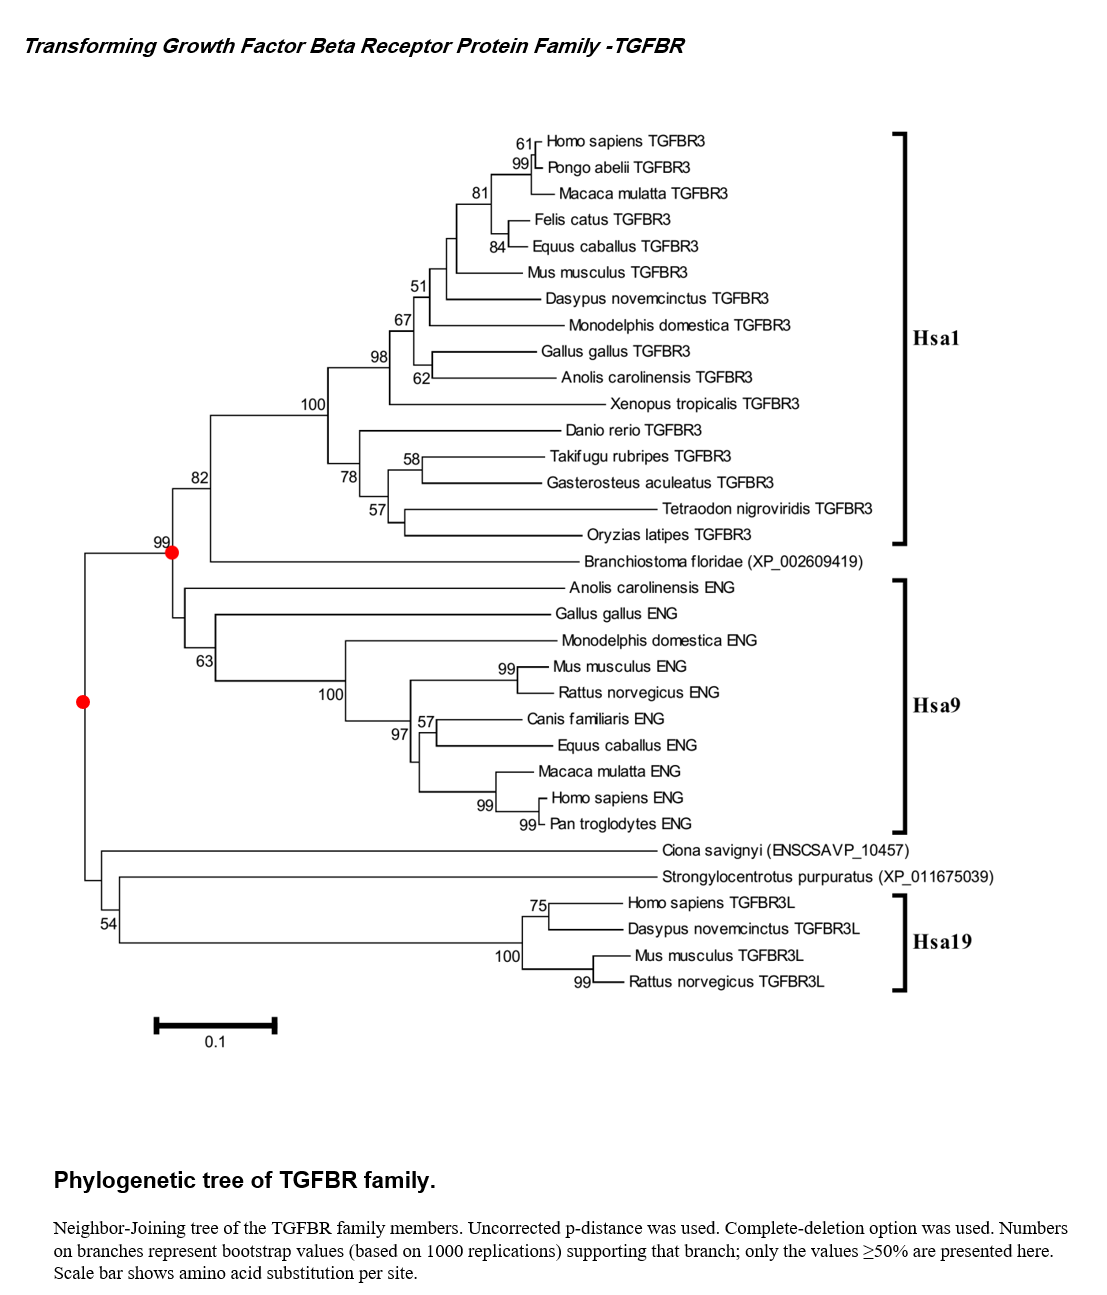 Transforming Growth Factor Beta Receptor Protein Family -TGFBR
61
Homo sapiens TGFBR3
99
Pongo abelii TGFBR3
81
Macaca mulatta TGFBR3
Felis catus TGFBR3
84
Equus caballus TGFBR3
Mus musculus TGFBR3
51
Dasypus novemcinctus TGFBR3
67
Monodelphis domestica TGFBR3
Hsa1
98
Gallus gallus TGFBR3
62
Anolis carolinensis TGFBR3
100
Xenopus tropicalis TGFBR3
Danio rerio TGFBR3
58
Takifugu rubripes TGFBR3
78
Gasterosteus aculeatus TGFBR3
57
Tetraodon nigroviridis TGFBR3
82
Oryzias latipes TGFBR3
99
Branchiostoma floridae (XP_002609419)
Anolis carolinensis ENG
Gallus gallus ENG
63
Monodelphis domestica ENG
99
Mus musculus ENG
100
Rattus norvegicus ENG
Hsa9
57
Canis familiaris ENG
97
Equus caballus ENG
Macaca mulatta ENG
99
Homo sapiens ENG
99
Pan troglodytes ENG
Ciona savignyi (ENSCSAVP_10457)
Strongylocentrotus purpuratus (XP_011675039)
54
75
Homo sapiens TGFBR3L
Dasypus novemcinctus TGFBR3L
Hsa19
100
Mus musculus TGFBR3L
99
Rattus norvegicus TGFBR3L
0.1
Phylogenetic tree of TGFBR family.
Neighbor-Joining tree of the TGFBR family members. Uncorrected p-distance was used. Complete-deletion option was used. Numbers
on branches represent bootstrap values (based on 1000 replications) supporting that branch; only the values ≥50% are presented here.
Scale bar shows amino acid substitution per site.